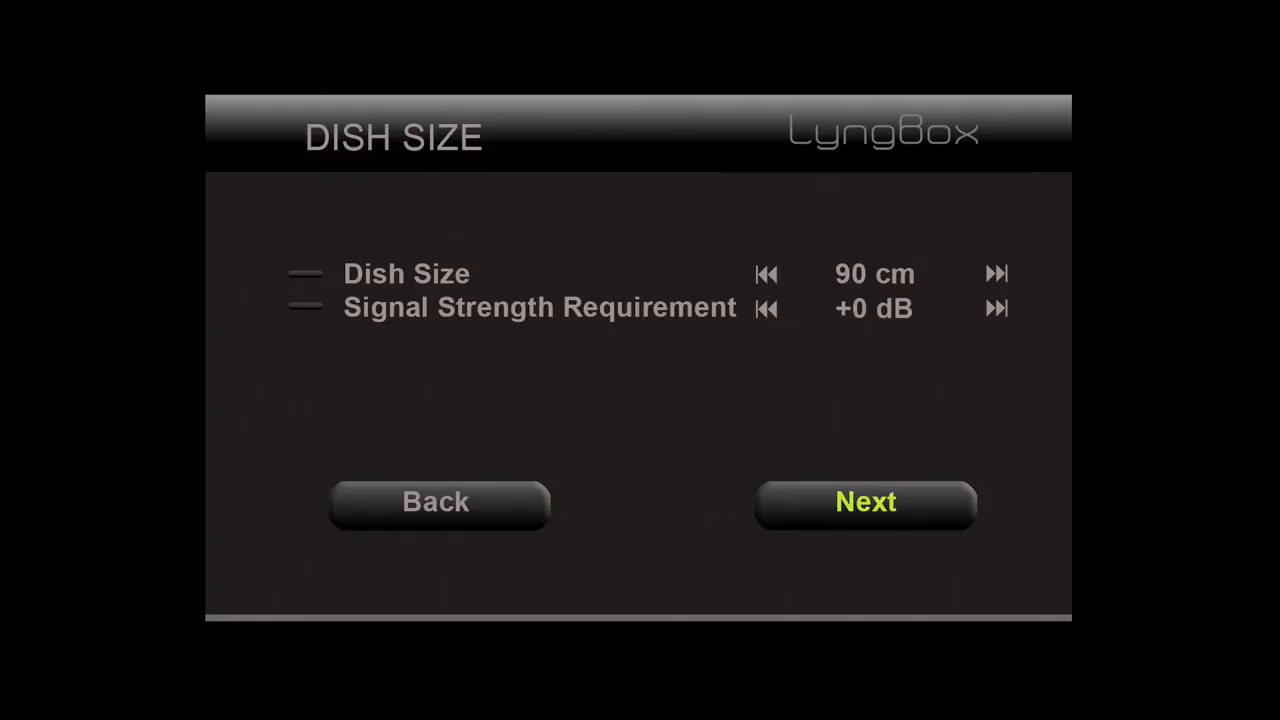 DISH SIZE
LyngBox
Dish Size 90 cm
Signal Strength Requirement +0 dB
Back
Next